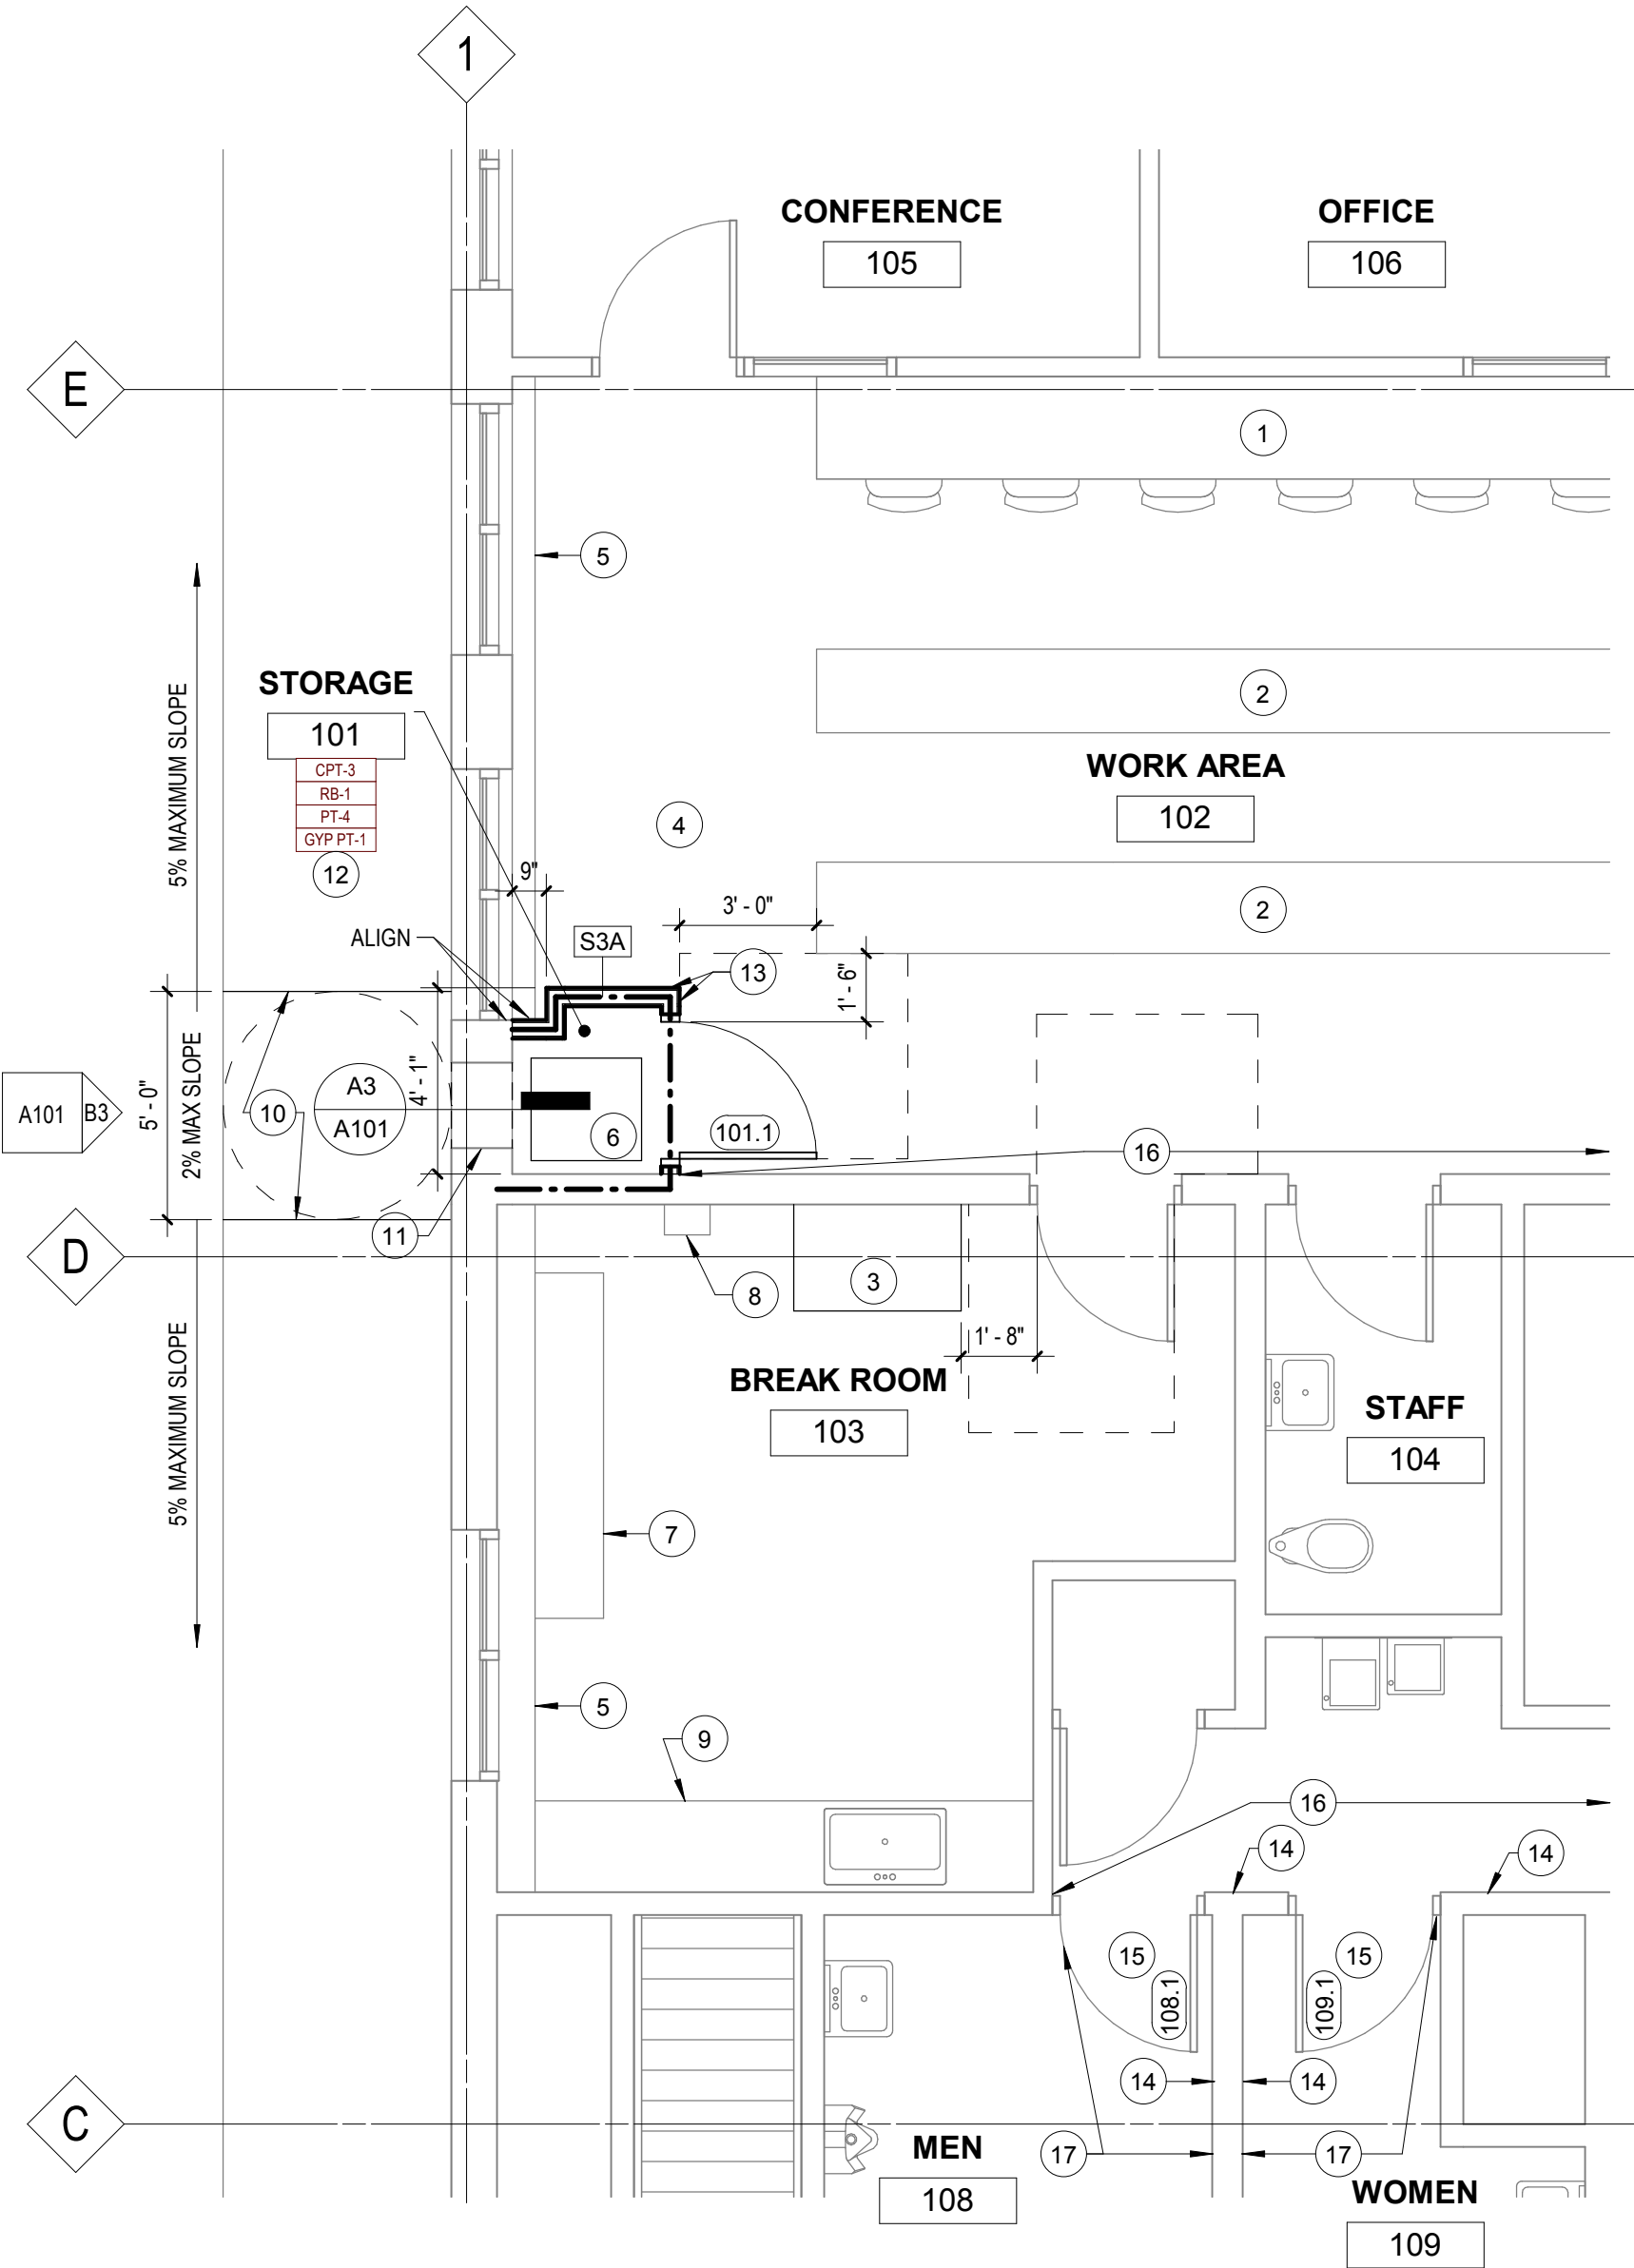 1
CONFERENCE
105
OFFICE
106
E
1
5
5% MAXIMUM SLOPE
STORAGE
101
CPT-3
RB-1
PT-4
GYP PT-1
12
2
WORK AREA
102
4
9"
3' - 0"
2
ALIGN
S3A
13
1' - 6"
5' - 0"
2% MAX SLOPE
4' - 1"
A101
B3
10
A3
A101
6
101.1
16
11
D
8
3
1' - 8"
5% MAXIMUM SLOPE
BREAK ROOM
103
STAFF
104
7
5
9
16
14
14
15
15
108.1
109.1
14
14
C
MEN
108
17
17
WOMEN
109